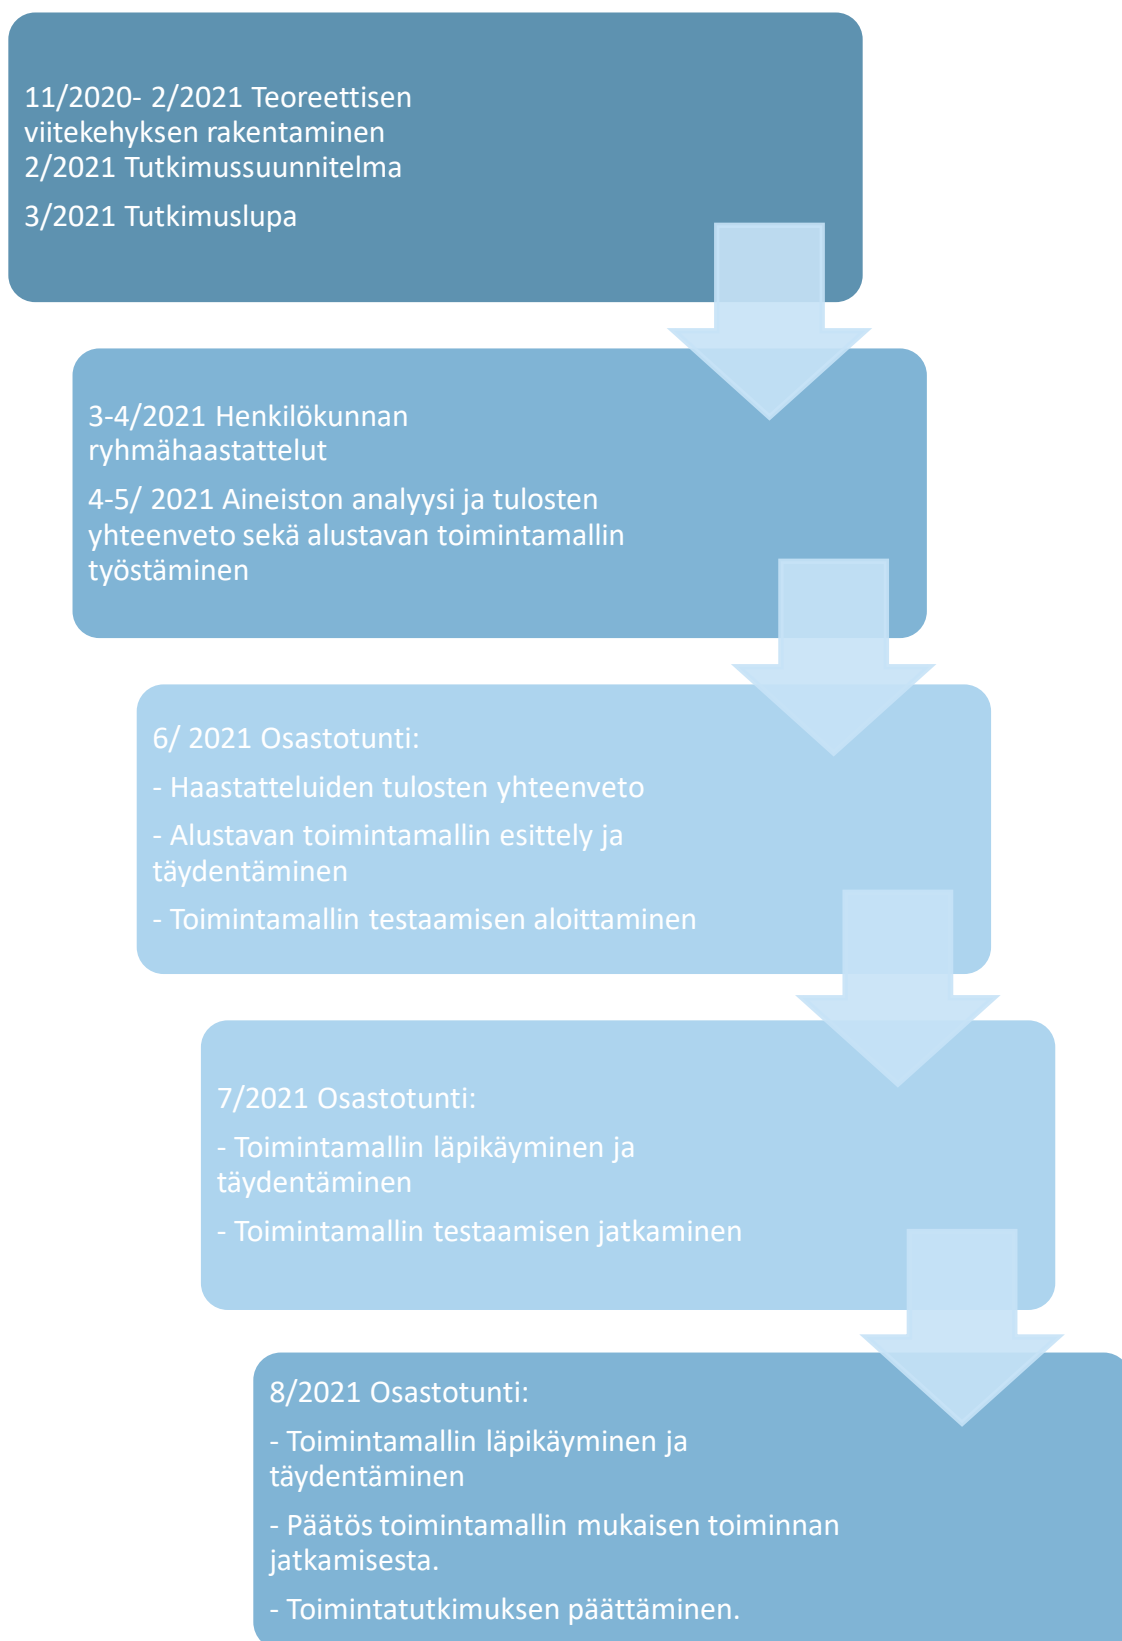 11/2020- 2/2021 Teoreettisen
viitekehyksen rakentaminen
2/2021 Tutkimussuunnitelma
3/2021 Tutkimuslupa
3-4/2021 Henkilökunnan
ryhmähaastattelut
4-5/ 2021 Aineiston analyysi ja tulosten
yhteenveto sekä alustavan toimintamallin
työstäminen
6/ 2021 Osastotunti:
- Haastatteluiden tulosten yhteenveto
- Alustavan toimintamallin esittely ja
täydentäminen
- Toimintamallin testaamisen aloittaminen
7/2021 Osastotunti:
- Toimintamallin läpikäyminen ja
täydentäminen
- Toimintamallin testaamisen jatkaminen
8/2021 Osastotunti:
- Toimintamallin läpikäyminen ja
täydentäminen
- Päätös toimintamallin mukaisen toiminnan
jatkamisesta.
- Toimintatutkimuksen päättäminen.